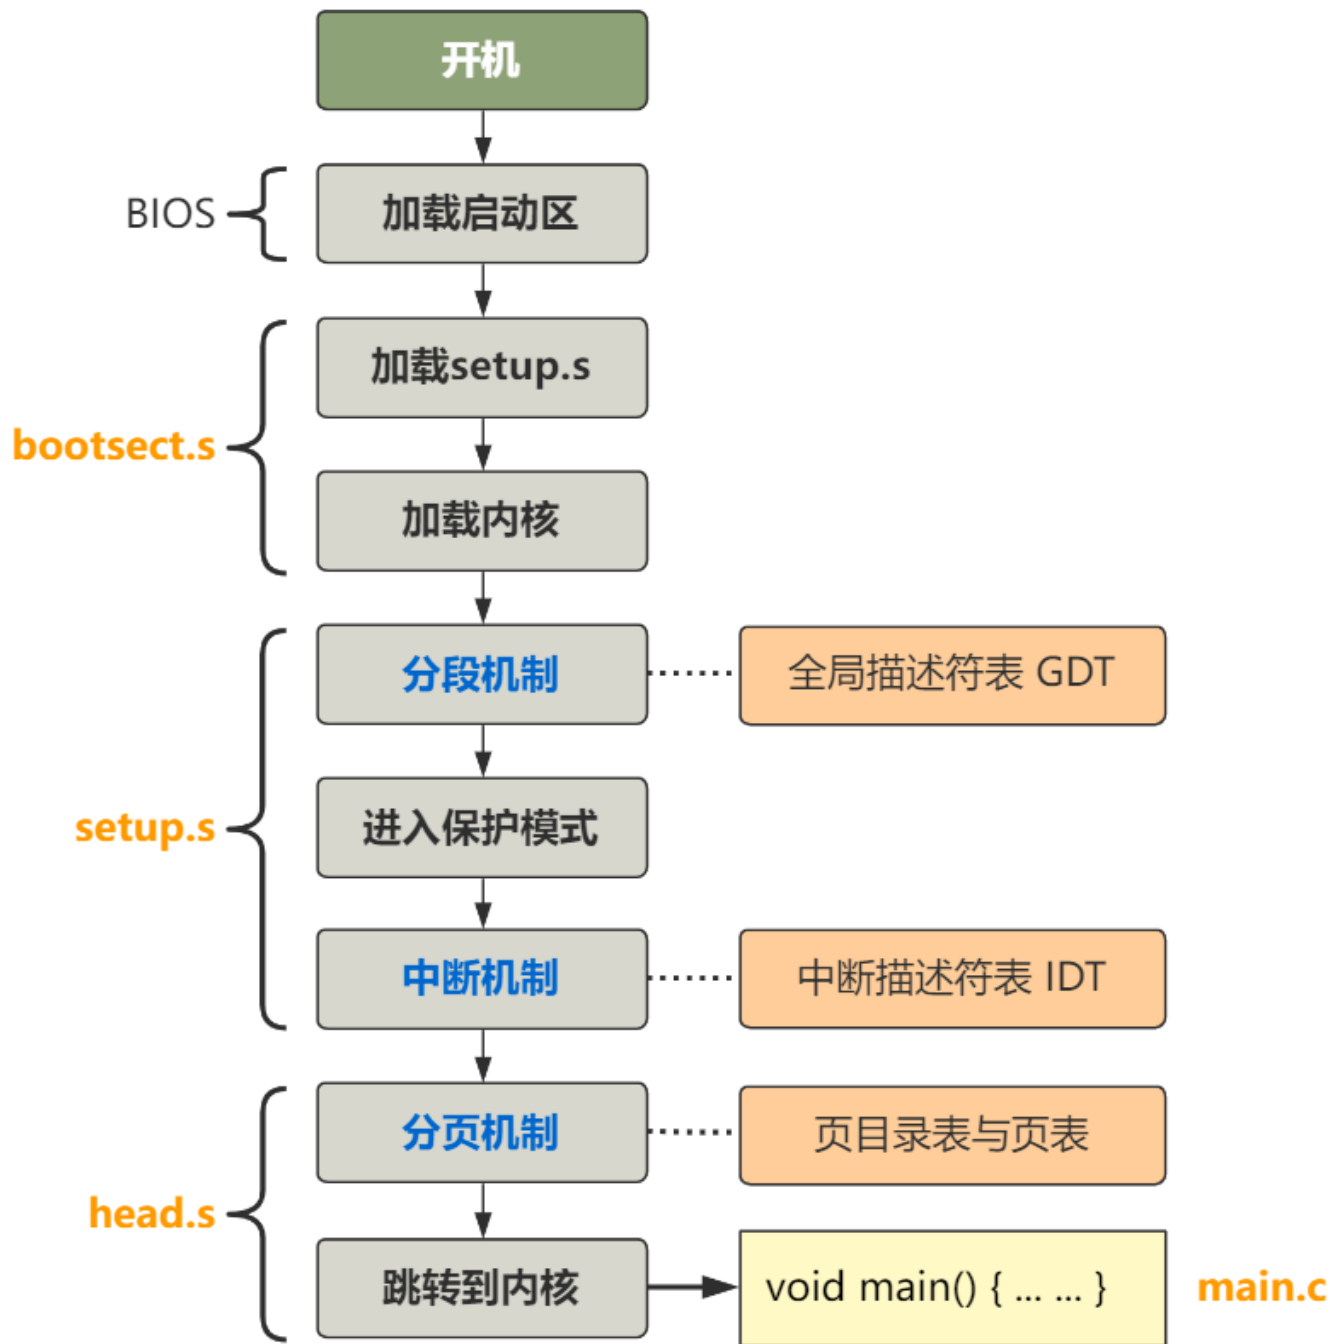 开机
BIOS
加载启动区
加载setup.s
bootsect.s
加载内核
分段机制
全局描述符表 GDT
setup.s
进入保护模式
中断机制
中断描述符表 IDT
分页机制
页目录表与页表
head.s
跳转到内核
void main() { ... ... }
main.c